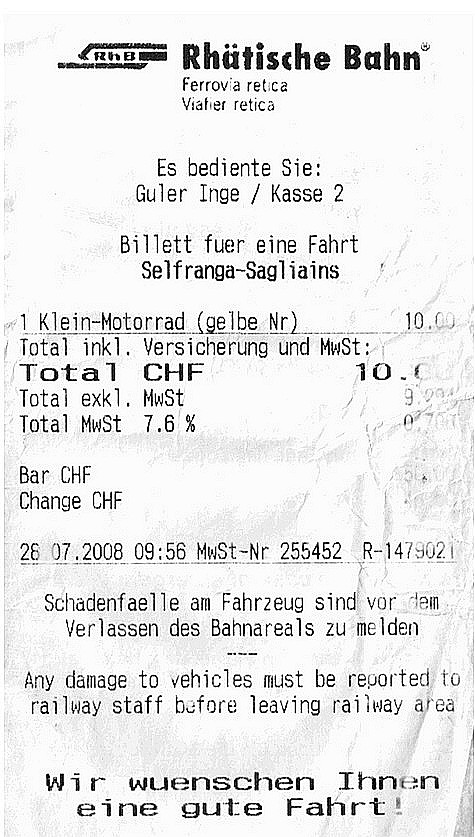 RhB Rhätische Bahn®
Ferrovia retica
Viafier retica
Es bediente Sie:
Guler Inge / Kasse 2
Billett fuer eine Fahrt
Selfranga-Sagliains
1 Klein-Motorrad (gelbe Nr) 10.00
Total inkl. Versicherung und MwSt:
Total CHF
Total exkl. MwSt
Total MwSt 7.6 %
Bar CHF
Change CHF
26 07.2008 09:56 MwSt-Nr 255452 R-1479021
Schadenfaelle am Fahrzeug sind vor dem
Verlassen des Bahnareals zu melden
---
Any damage to vehicles must be reported to
railway staff before leaving railway area
Wir wuenschen Ihnen
eine gute Fahrt!